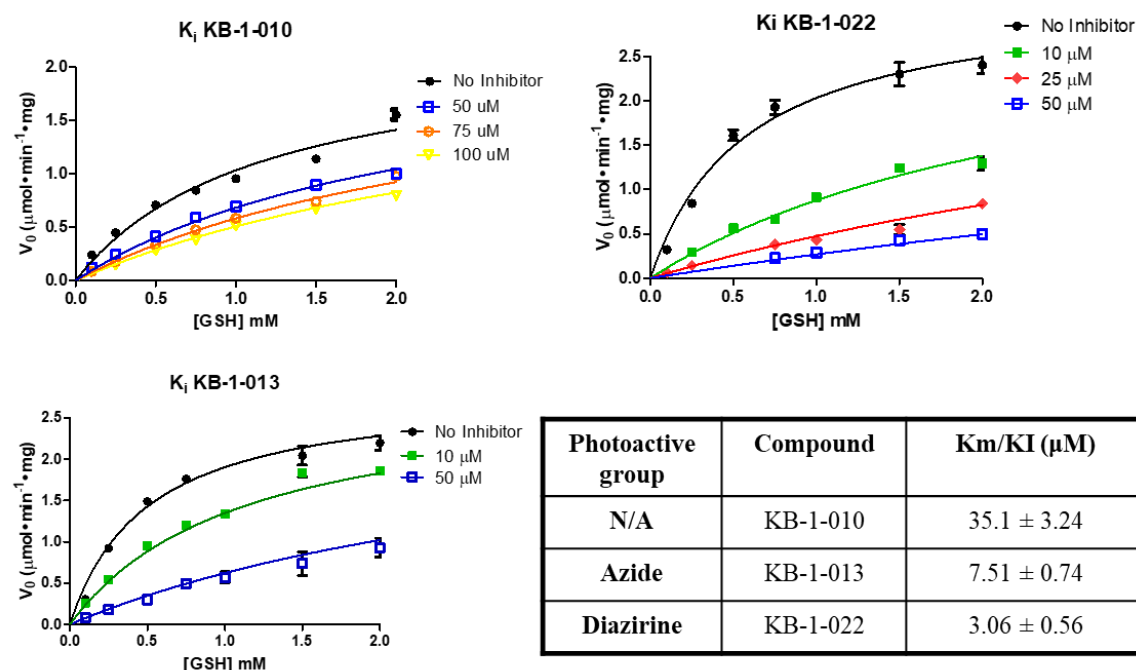 K_i KB-1-010
V_0 (μmol•min⁻¹•mg)
2.0
1.5
1.0
0.5
0.0
0.0 0.5 1.0 1.5 2.0
[GSH] mM
No Inhibitor
50 uM
75 uM
100 uM
Ki KB-1-022
V_0 (μmol•min⁻¹•mg)
2.5
2.0
1.5
1.0
0.5
0.0
0.0 0.5 1.0 1.5 2.0
[GSH] mM
No Inhibitor
10 μM
25 μM
50 μM
K_i KB-1-013
V_0 (μmol•min⁻¹•mg)
2.5
2.0
1.5
1.0
0.5
0.0
0.0 0.5 1.0 1.5 2.0
[GSH] mM
No Inhibitor
10 μM
50 μM
Photoactive group Compound Km/KI (µM)
N/A KB-1-010 35.1 ± 3.24
Azide KB-1-013 7.51 ± 0.74
Diazirine KB-1-022 3.06 ± 0.56